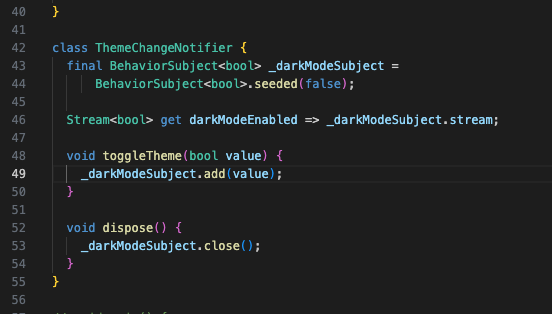 40 }
41
42 class ThemeChangeNotifier {
43 final BehaviorSubject<bool> _darkModeSubject =
44 BehaviorSubject<bool>.seeded(false);
45
46 Stream<bool> get darkModeEnabled => _darkModeSubject.stream;
47
48 void toggleTheme(bool value) {
49 _darkModeSubject.add(value);
50 }
51
52 void dispose() {
53 _darkModeSubject.close();
54 }
55 }
56